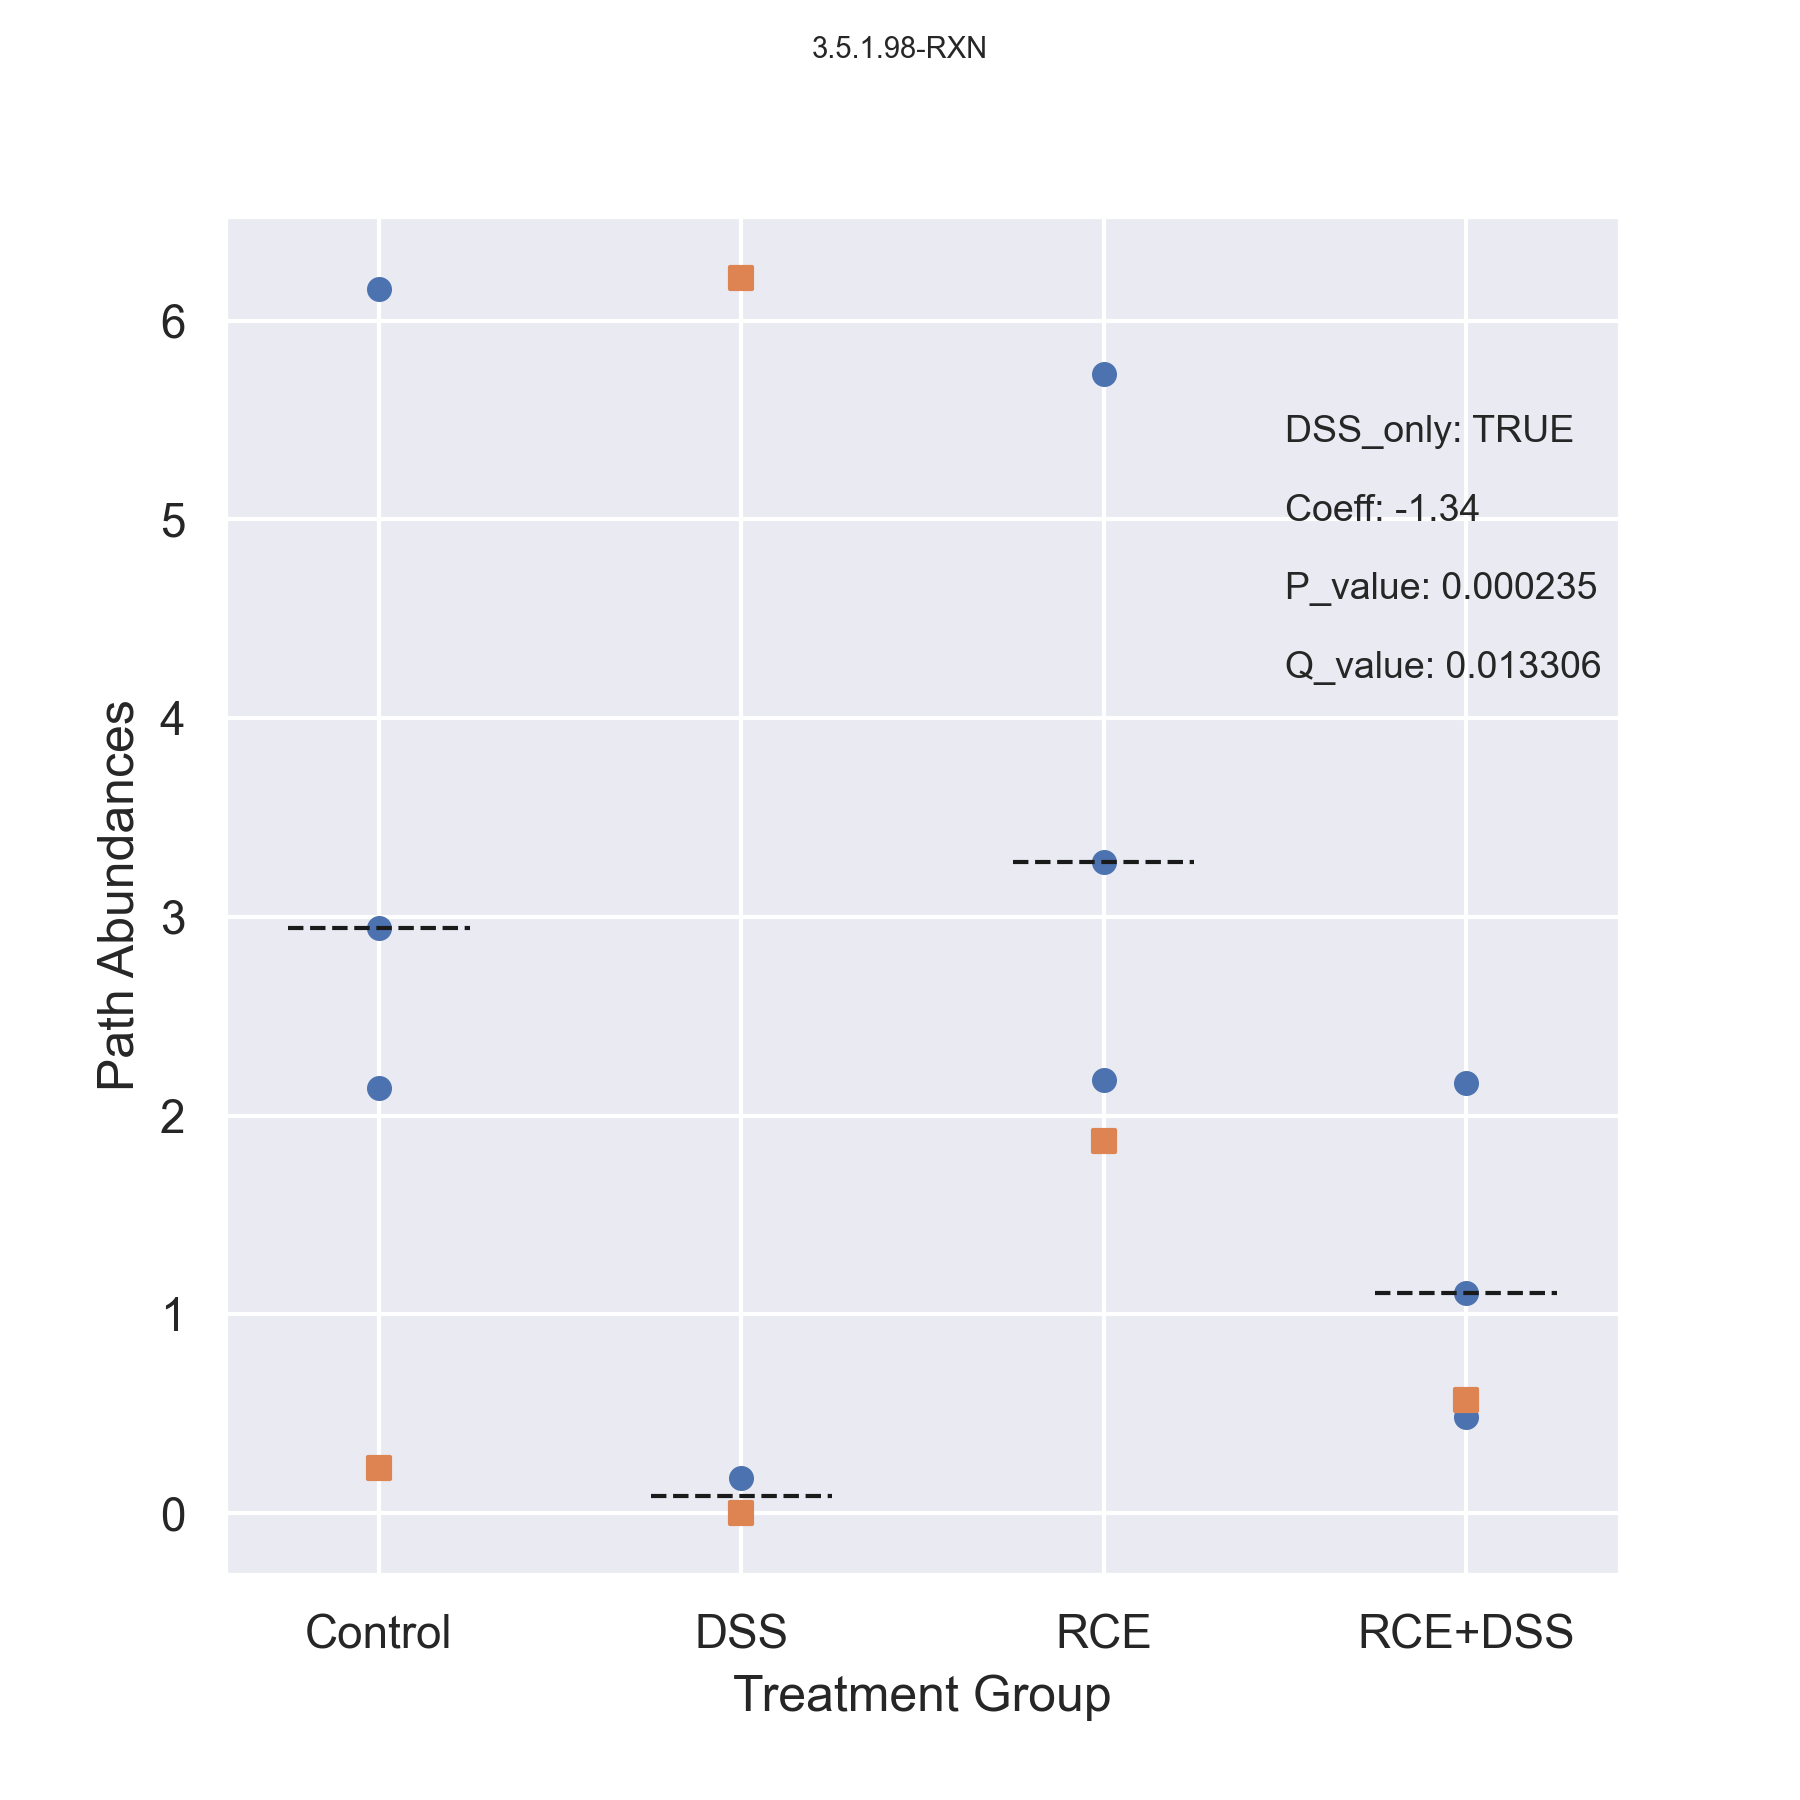 3.5.1.98-RXN
6
5
4
3
2
1
0
Path Abundances
DSS_only: TRUE
Coeff: -1.34
P_value: 0.000235
Q_value: 0.013306
Control DSS RCE RCE+DSS
Treatment Group